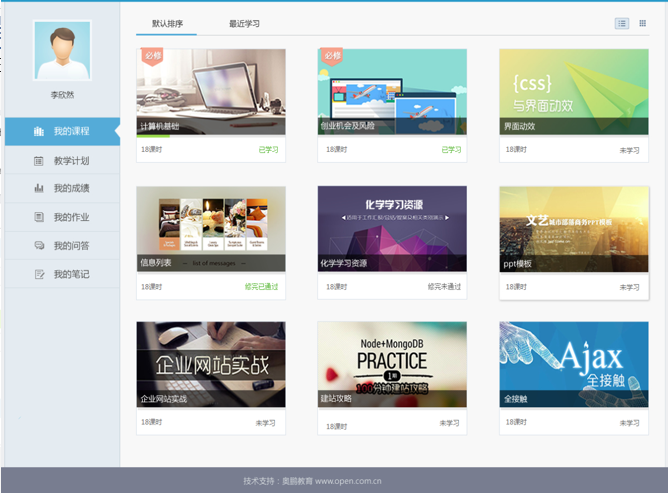 李欣然
我的课程
教学计划
我的成绩
我的作业
我的问答
我的笔记
默认排序 最近学习
必修
计算机基础
18课时 已学习
必修
创业机会及风险
18课时 已学习
{css}
与界面动效
界面动效
18课时 未学习
list of messages
信息列表
18课时 修完已通过
化学学习资源
化学学习资源
18课时 修完未通过
文艺城市部部商务ppt模板
ppt模板
18课时 未学习
企业网站实战
企业网站实战
18课时 未学习
Node+MongoDB
PRACTICE
1期
100分钟建站攻略
建站攻略
18课时 未学习
Ajax
全接触
全接触
18课时 未学习
技术支持：奥鹏教育 www.open.com.cn